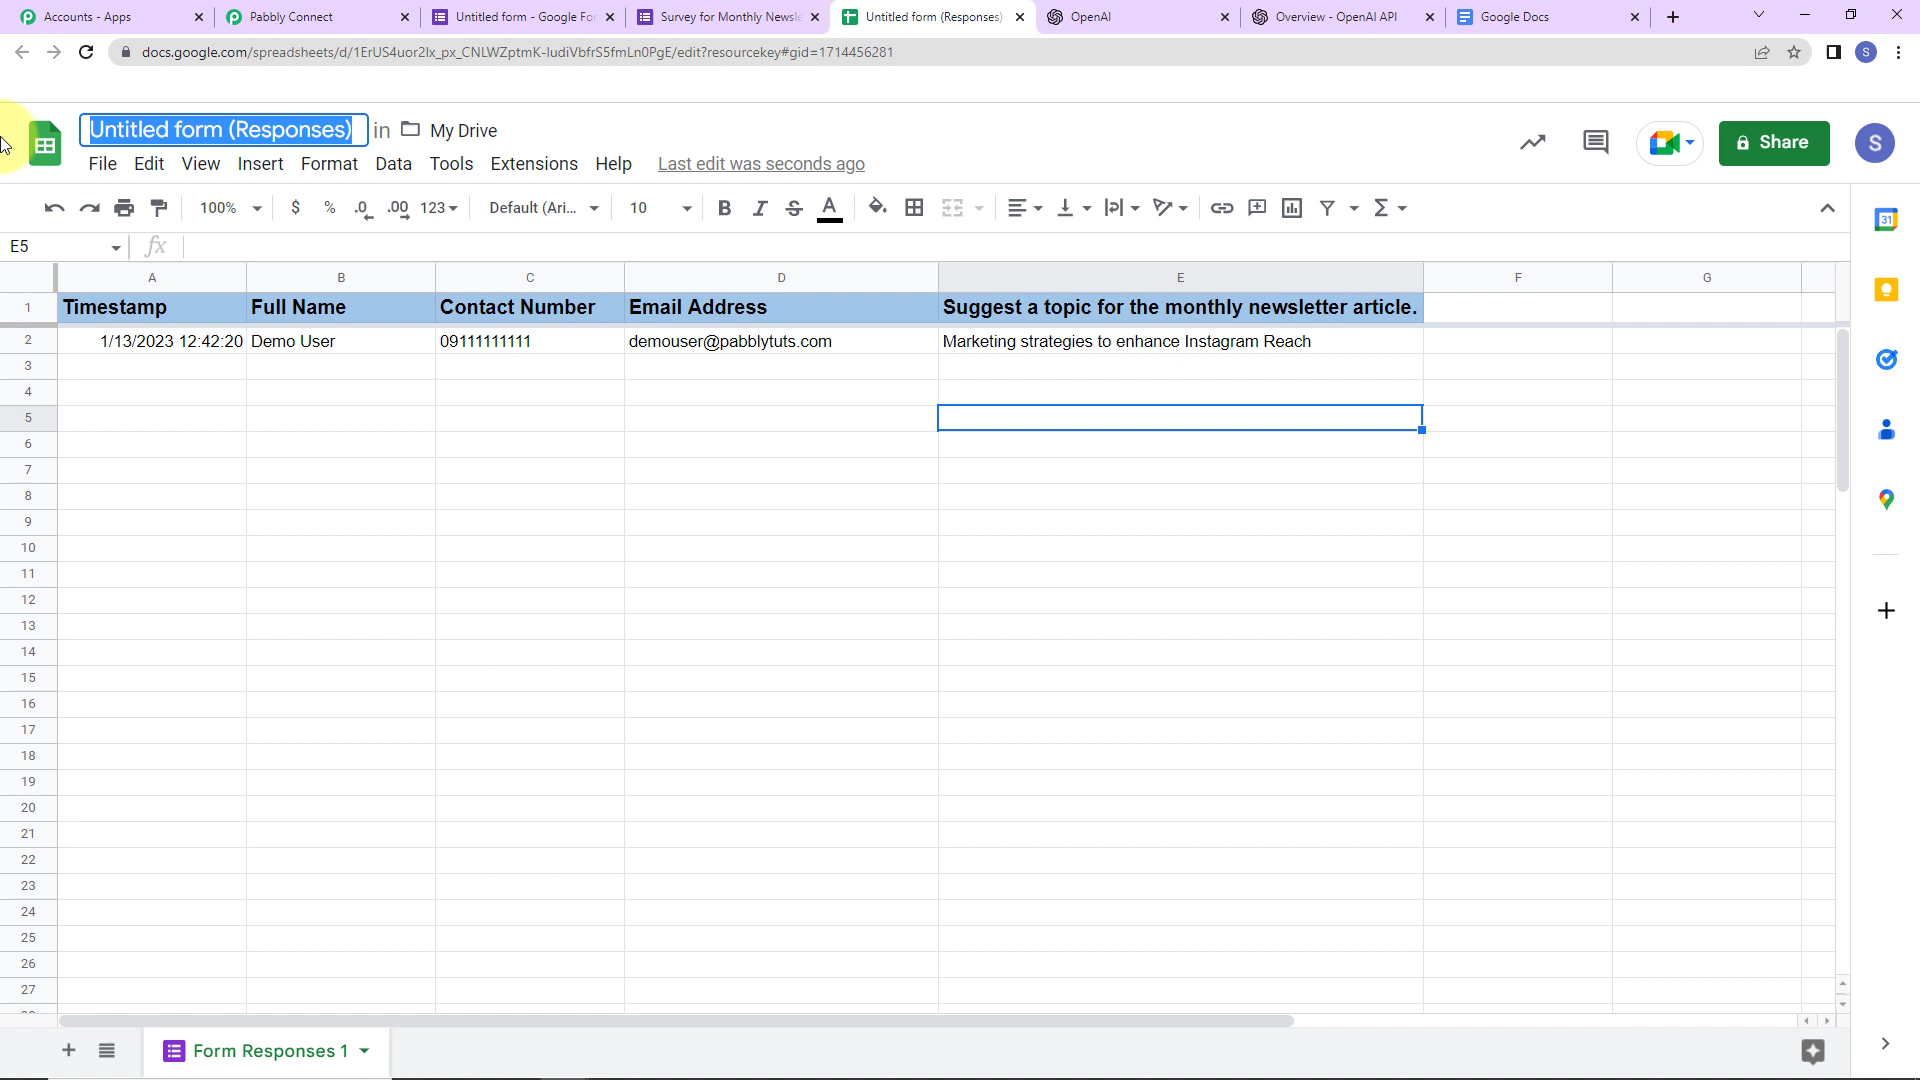 Accounts - Apps
Pabbly Connect
Untitled form - Google Fo
Survey for Monthly Newsle
Untitled form (Responses)
OpenAI
Overview - OpenAI API
Google Docs
docs.google.com/spreadsheets/d/1ErUS4uor2lx_px_CNLWZptmK-ludiVbfrS5fmLn0PgE/edit?resourcekey#gid=1714456281
S
Untitled form (Responses) in My Drive
File Edit View Insert Format Data Tools Extensions Help Last edit was seconds ago
Share
S
100% $ % .0 .00 123 Default (Ari... 10 B I S A Σ
31
E5 fx
A B C D E F G
1 Timestamp Full Name Contact Number Email Address Suggest a topic for the monthly newsletter article.
2 1/13/2023 12:42:20 Demo User 09111111111 demouser@pabblytuts.com Marketing strategies to enhance Instagram Reach
3
4
5
6
7
8
9
10
11
12
13
14
15
16
17
18
19
20
21
22
23
24
25
26
27
Form Responses 1